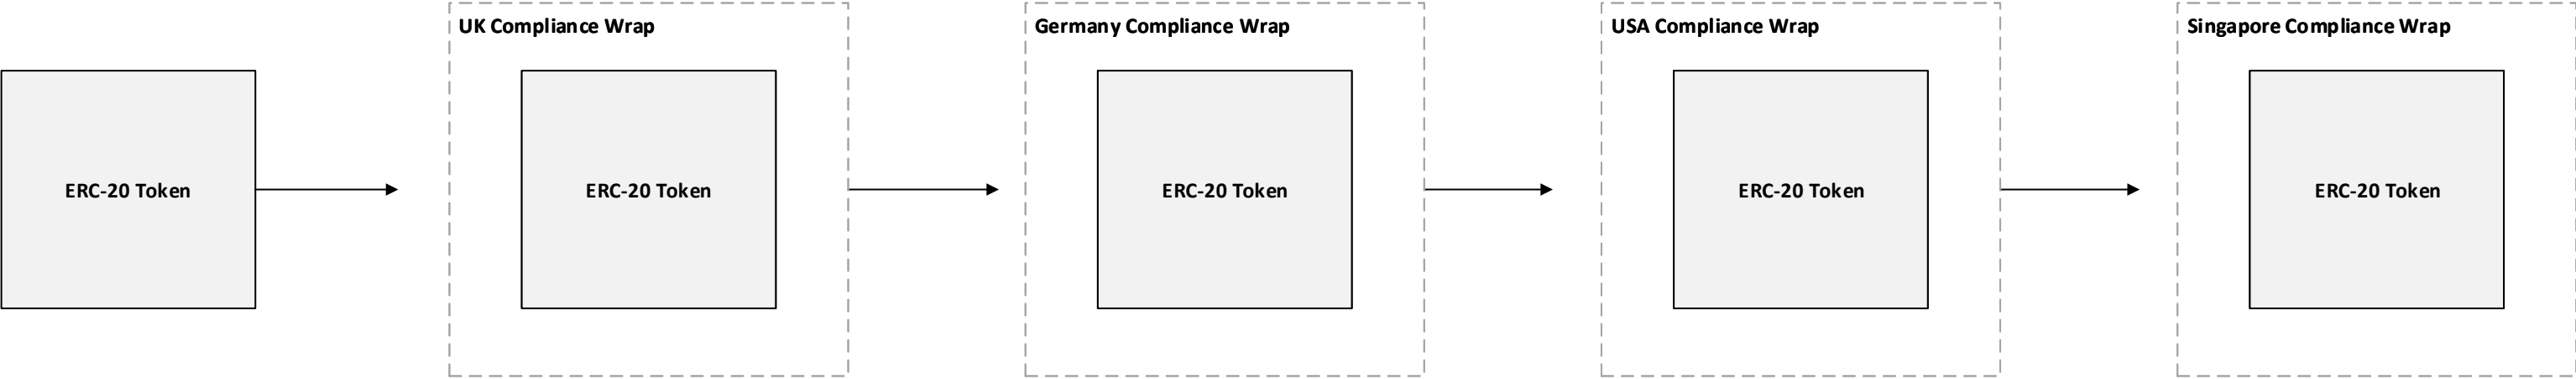 UK Compliance Wrap
Germany Compliance Wrap
USA Compliance Wrap
Singapore Compliance Wrap
ERC-20 Token
ERC-20 Token
ERC-20 Token
ERC-20 Token
ERC-20 Token